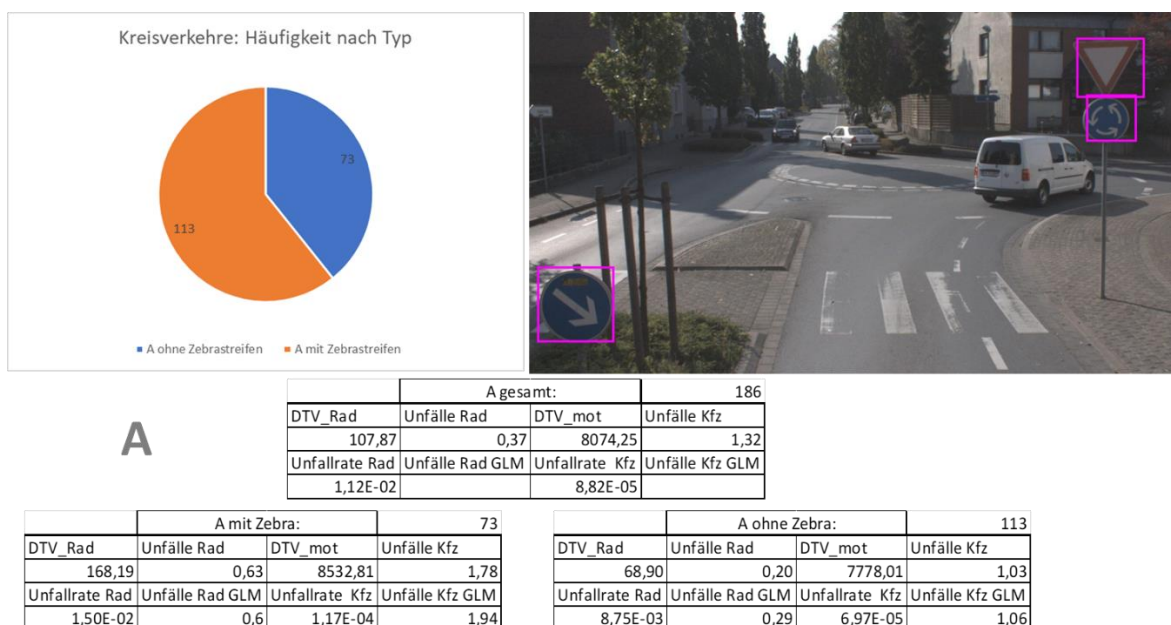 Kreisverkehre: Häufigkeit nach Typ
73
113
A ohne Zebrastreifen A mit Zebrastreifen
A
A gesamt: 186
DTV_Rad Unfälle Rad DTV_mot Unfälle Kfz
107,87 0,37 8074,25 1,32
Unfallrate Rad Unfälle Rad GLM Unfallrate Kfz Unfälle Kfz GLM
1,12E-02 8,82E-05
A mit Zebra: 73
DTV_Rad Unfälle Rad DTV_mot Unfälle Kfz
168,19 0,63 8532,81 1,78
Unfallrate Rad Unfälle Rad GLM Unfallrate Kfz Unfälle Kfz GLM
1,50E-02 0,6 1,17E-04 1,94
A ohne Zebra: 113
DTV_Rad Unfälle Rad DTV_mot Unfälle Kfz
68,90 0,20 7778,01 1,03
Unfallrate Rad Unfälle Rad GLM Unfallrate Kfz Unfälle Kfz GLM
8,75E-03 0,29 6,97E-05 1,06